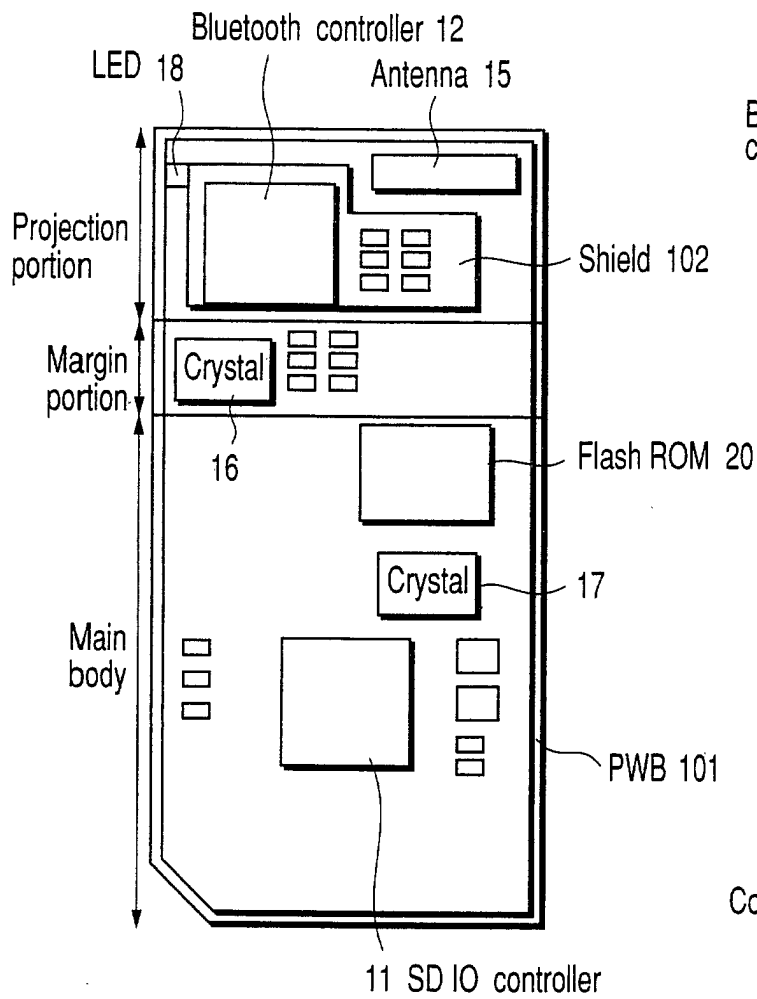 Bluetooth controller 12
LED 18
Antenna 15
B
c
Projection
portion
Shield 102
Margin
portion
Crystal
16
Flash ROM 20
Crystal
17
Main
body
PWB 101
Co
11 SD IO controller